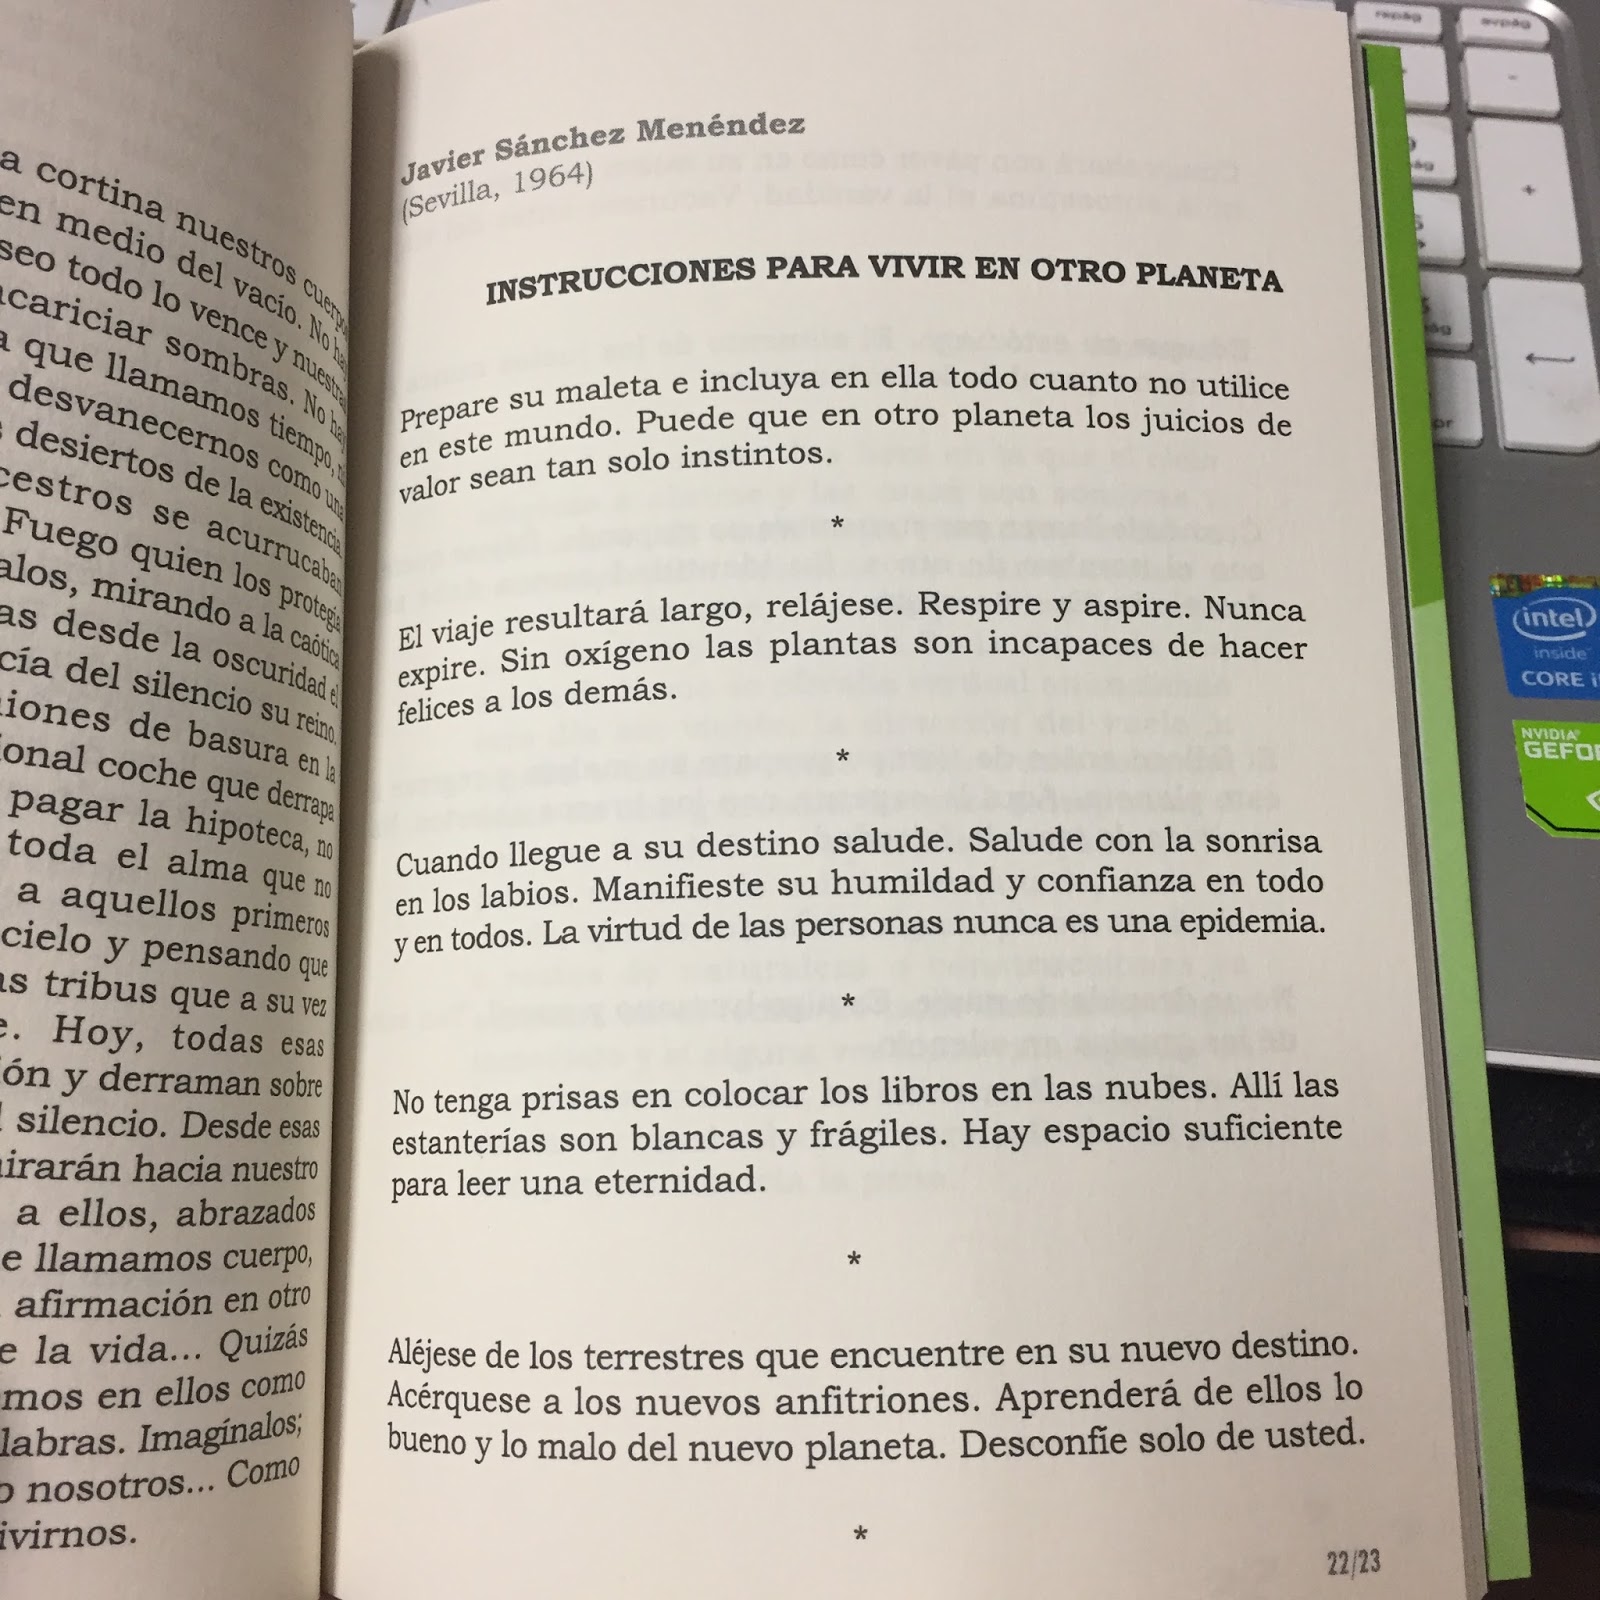 a cortina nuestros
en medio del vacío. No
seo todo lo vence y
acariciar sombras. No
a que llamamos tiempo,
desvanecernos como una
desiertos de la existencia
cestros se acurrucaban
Fuego quien los protegía
alos, mirando a la caótica
as desde la oscuridad el
cía del silencio su reino.
iones de basura en la
ional coche que derrapa
pagar la hipoteca, no
toda el alma que no
a aquellos primeros
cielo y pensando que
as tribus que a su vez
e. Hoy, todas esas
ón y derraman sobre
silencio. Desde esas
irarán hacia nuestro
a ellos, abrazados
e llamamos cuerpo,
afirmación en otro
e la vida... Quizás
mos en ellos como
labras. Imagínalos;
o nosotros... Como
ivirnos.
Javier Sánchez Menéndez
(Sevilla, 1964)
INSTRUCCIONES PARA VIVIR EN OTRO PLANETA
Prepare su maleta e incluya en ella todo cuanto no utilice
en este mundo. Puede que en otro planeta los juicios de
valor sean tan solo instintos.
*
El viaje resultará largo, relájese. Respire y aspire. Nunca
expire. Sin oxígeno las plantas son incapaces de hacer
felices a los demás.
*
Cuando llegue a su destino salude. Salude con la sonrisa
en los labios. Manifieste su humildad y confianza en todo
y en todos. La virtud de las personas nunca es una epidemia.
*
No tenga prisas en colocar los libros en las nubes. Allí las
estanterías son blancas y frágiles. Hay espacio suficiente
para leer una eternidad.
*
Aléjese de los terrestres que encuentre en su nuevo destino.
Acérquese a los nuevos anfitriones. Aprenderá de ellos lo
bueno y lo malo del nuevo planeta. Desconfíe solo de usted.
*
22/23
repág
avpág
-
+
intel
inside
CORE i
NVIDIA
GEFO